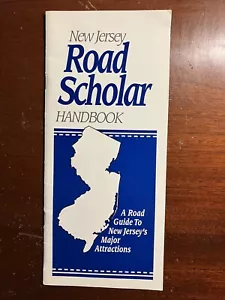 New Jersey
Road
Scholar
HANDBOOK
A Road
Guide To
New Jersey's
Major
Attractions